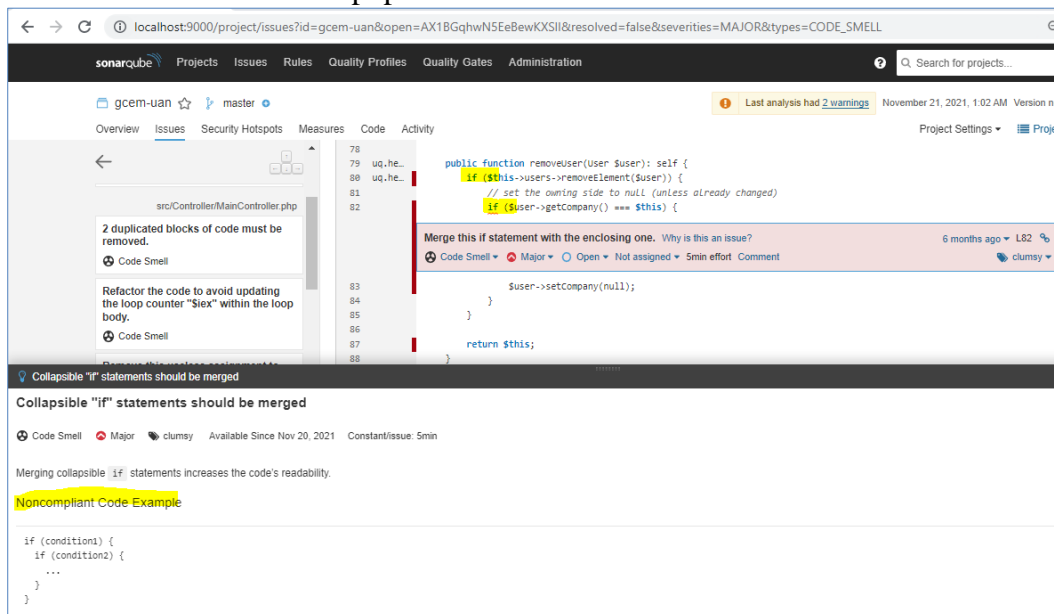 localhost:9000/project/issues?id=gcem-uan&open=AX1BGqhwN5EeBewKXSIl&resolved=false&severities=MAJOR&types=CODE_SMELL
sonarqube Projects Issues Rules Quality Profiles Quality Gates Administration ? Search for projects...
gcem-uan master Last analysis had 2 warnings November 21, 2021, 1:02 AM Version n
Overview Issues Security Hotspots Measures Code Activity Project Settings Proje
src/Controller/MainController.php
2 duplicated blocks of code must be
removed.
Code Smell
Refactor the code to avoid updating
the loop counter "$iex" within the loop
body.
Code Smell
78
79 uq.he… public function removeUser(User $user): self {
80 uq.he… if ($this->users->removeElement($user)) {
81 // set the owning side to null (unless already changed)
82 if ($user->getCompany() === $this) {
Merge this if statement with the enclosing one. Why is this an issue? 6 months ago L82
Code Smell Major Open Not assigned 5min effort Comment clumsy
83 $user->setCompany(null);
84 }
85 }
86
87 return $this;
88 }
Collapsible "if" statements should be merged
Collapsible "if" statements should be merged
Code Smell Major clumsy Available Since Nov 20, 2021 Constant/issue: 5min
Merging collapsible if statements increases the code's readability.
Noncompliant Code Example
if (condition1) {
if (condition2) {
...
}
}